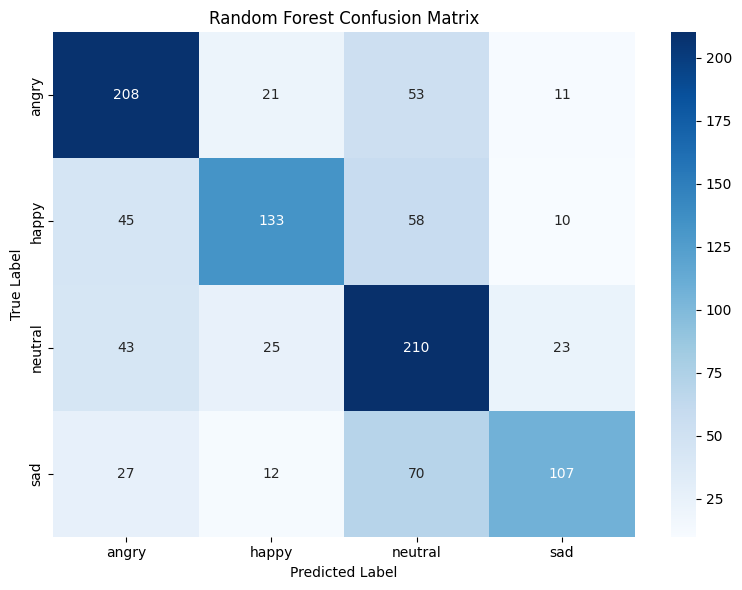 Random Forest Confusion Matrix
True Label
angry
208 21 53 11
happy
45 133 58 10
neutral
43 25 210 23
sad
27 12 70 107
angry happy neutral sad
Predicted Label
200
175
150
125
100
75
50
25